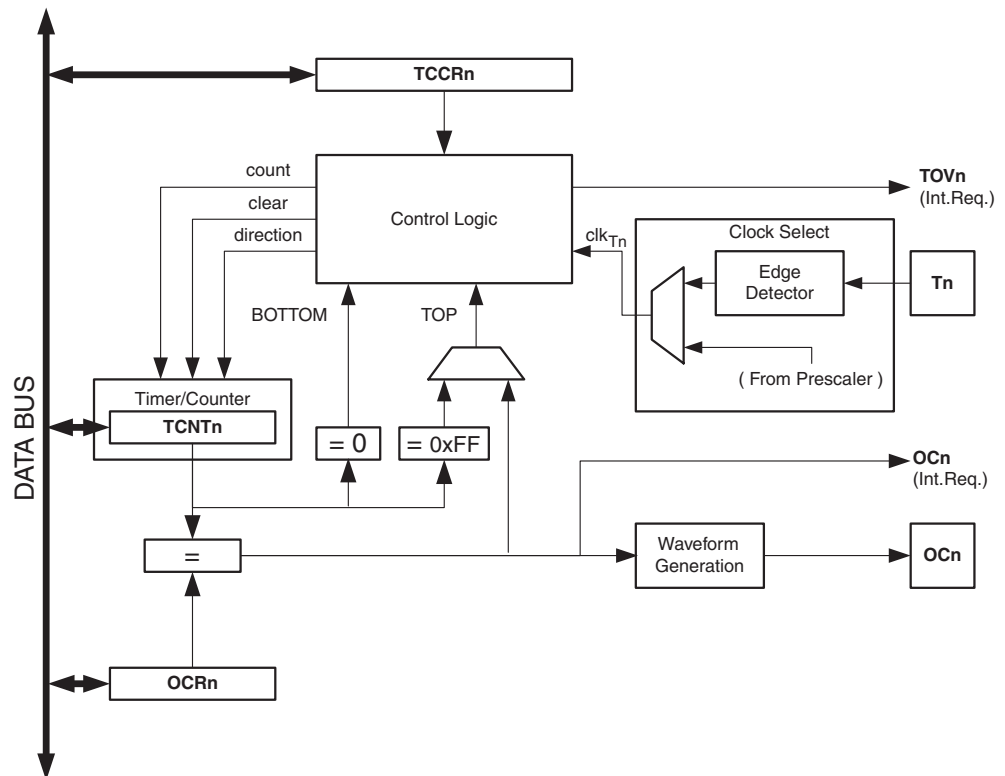 TCCRn
count
clear
direction
Control Logic
TOVn
(Int.Req.)
clkTn
Clock Select
Edge
Detector
Tn
( From Prescaler )
BOTTOM
TOP
Timer/Counter
TCNTn
= 0
= 0xFF
DATA BUS
OCn
(Int.Req.)
=
Waveform
Generation
OCn
OCRn